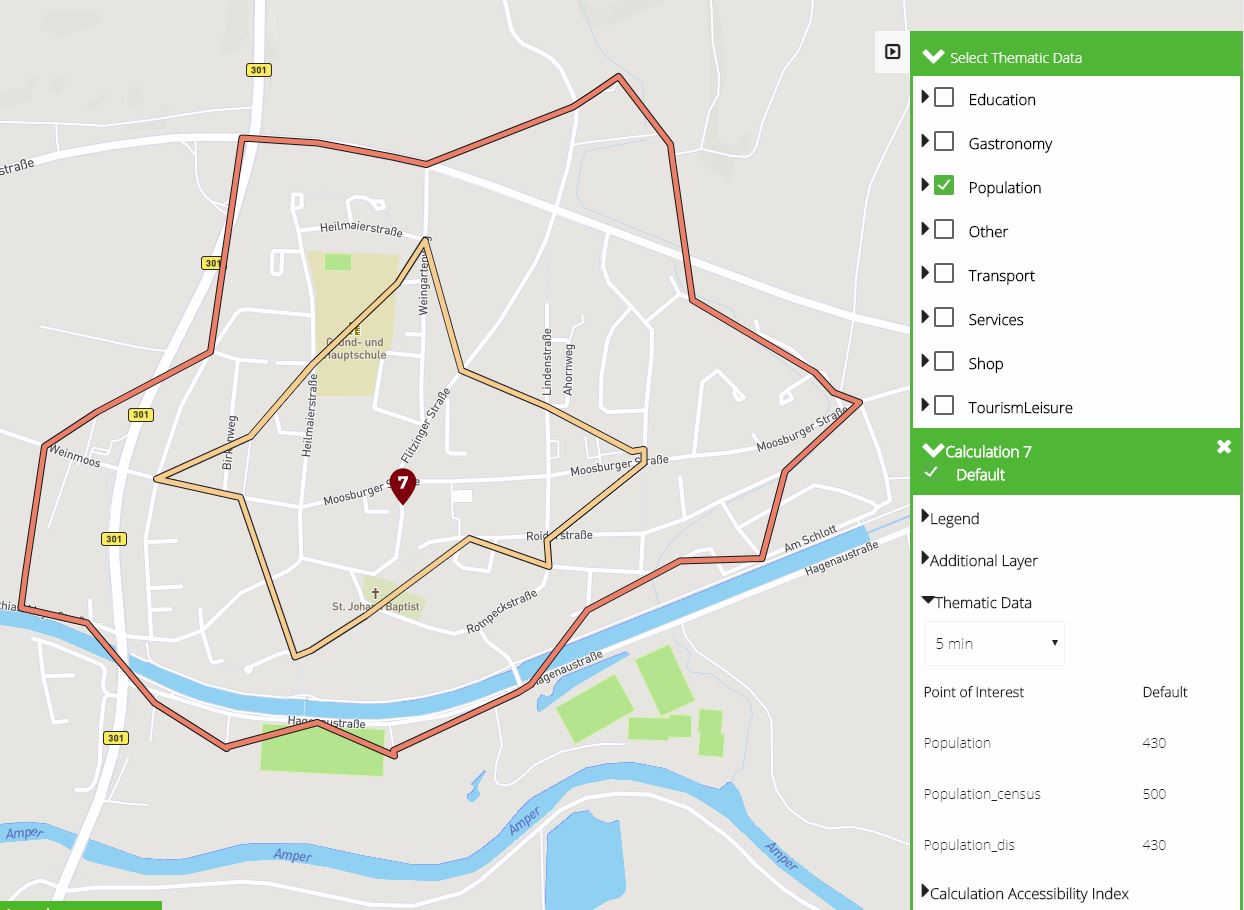 301
Select Thematic Data
Education
straße
Gastronomy
Population
Heilmaierstraße
Other
301
Weingarten
Transport
Services
Grund- und
Hauptschule
Lindenstraße
Ahornweg
Shop
Heilmaierstraße
Flitzinger Straße
TourismLeisure
301
Birkenweg
Moosburger Straße
Weinmoos
Moosburger Straße
Calculation 7
Default
7
Moosburger Straße
Legend
301
Roiderstraße
Am Schlott
Hagenaustraße
Additional Layer
St. Johann Baptist
Thematic Data
Rotnpeckstraße
5 min
Hagenaustraße
Point of Interest Default
Hagenaustraße
301
Population 430
Population_census 500
Amper
Amper
Amper
Amper
Population_dis 430
Calculation Accessibility Index